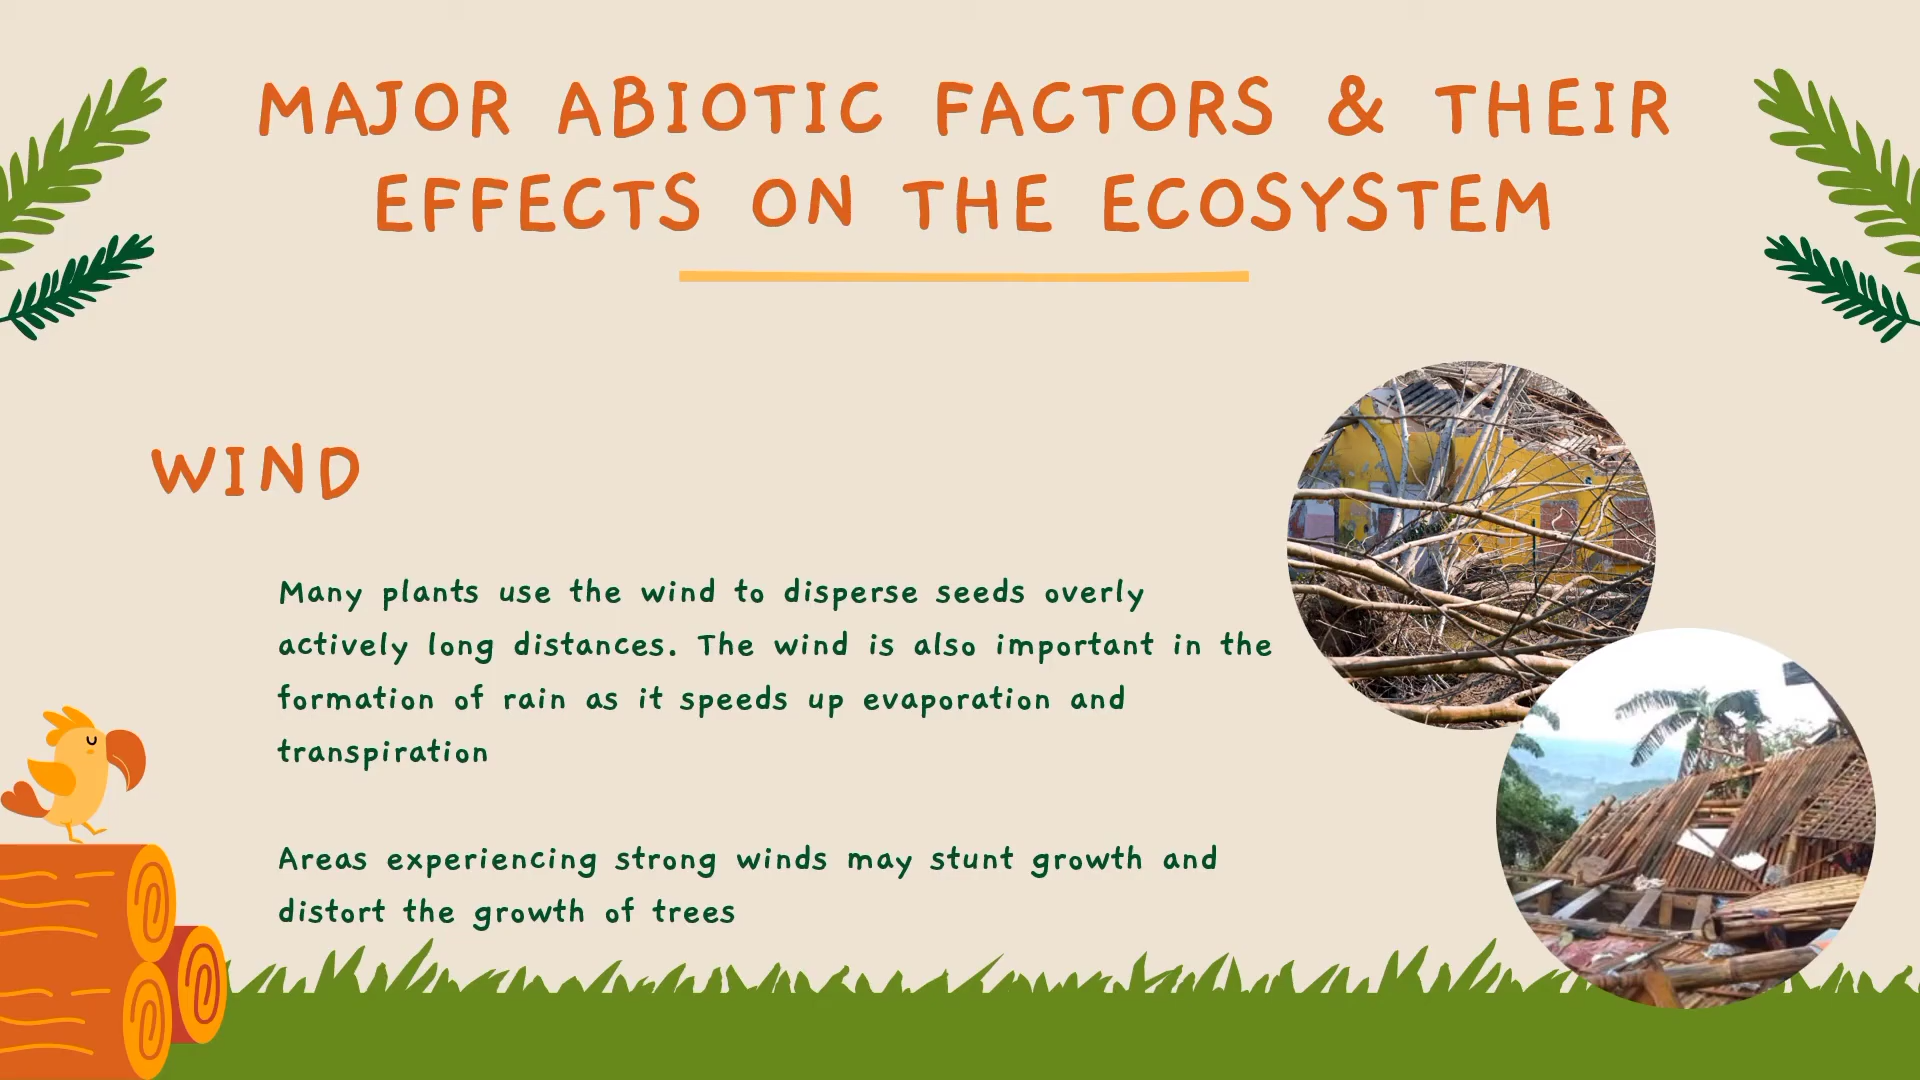 MAJOR ABIOTIC FACTORS & THEIR
EFFECTS ON THE ECOSYSTEM
WIND
Many plants use the wind to disperse seeds overly
actively long distances. The wind is also important in the
formation of rain as it speeds up evaporation and
transpiration
Areas experiencing strong winds may stunt growth and
distort the growth of trees